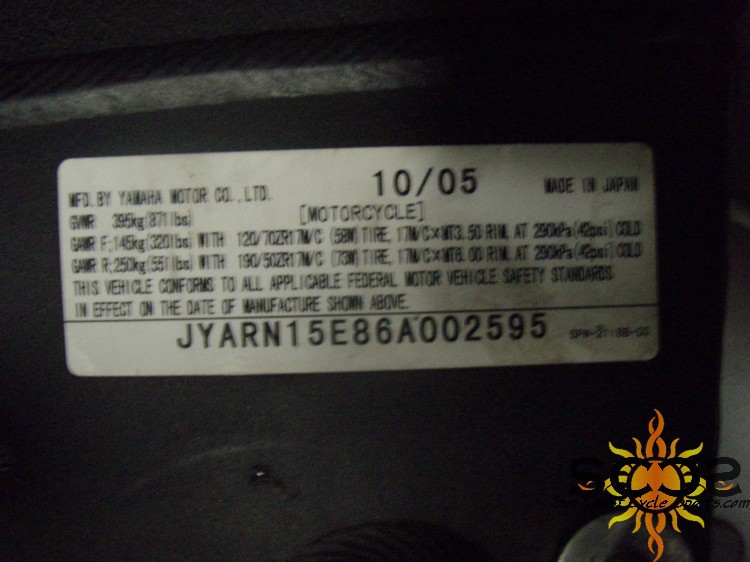 MFD. BY YAMAHA MOTOR CO., LTD. 10/05 MADE IN JAPAN
GVWR 395kg(871lbs) [MOTORCYCLE]
GAWR F;145kg(320lbs) WITH 120/70ZR17M/C (58W) TIRE, 17M/C×MT3.50 RIM, AT 290kPa(42psi) COLD
GAWR R;250kg(551lbs) WITH 190/50ZR17M/C (73W) TIRE, 17M/C×MT6.00 RIM, AT 290kPa(42psi) COLD
THIS VEHICLE CONFORMS TO ALL APPLICABLE FEDERAL MOTOR VEHICLE SAFETY STANDARDS
IN EFFECT ON THE DATE OF MANUFACTURE SHOWN ABOVE.
JYARN15E86A002595